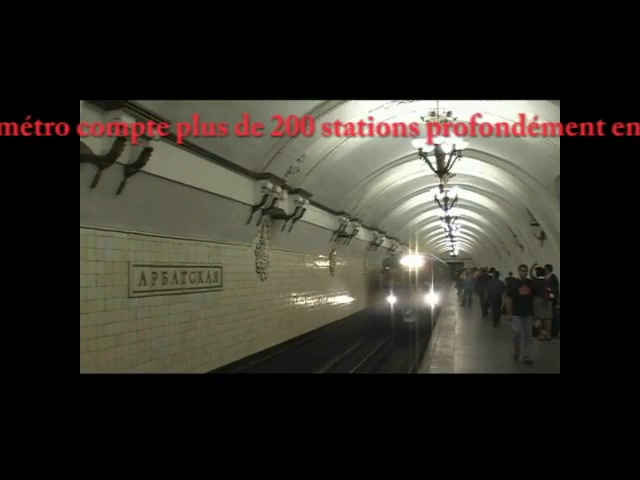 métro compte plus de 200 stations profondément en
АРБАТСКАЯ